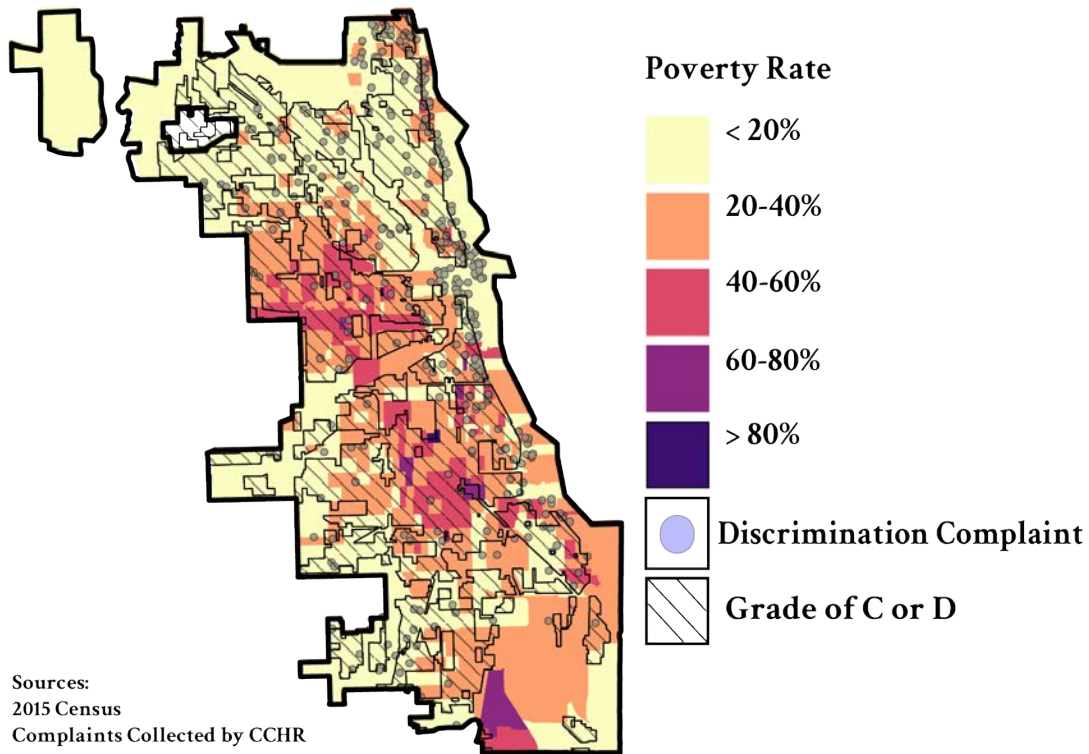 Poverty Rate
< 20%
20-40%
40-60%
60-80%
> 80%
Discrimination Complaint
Grade of C or D
Sources:
2015 Census
Complaints Collected by CCHR